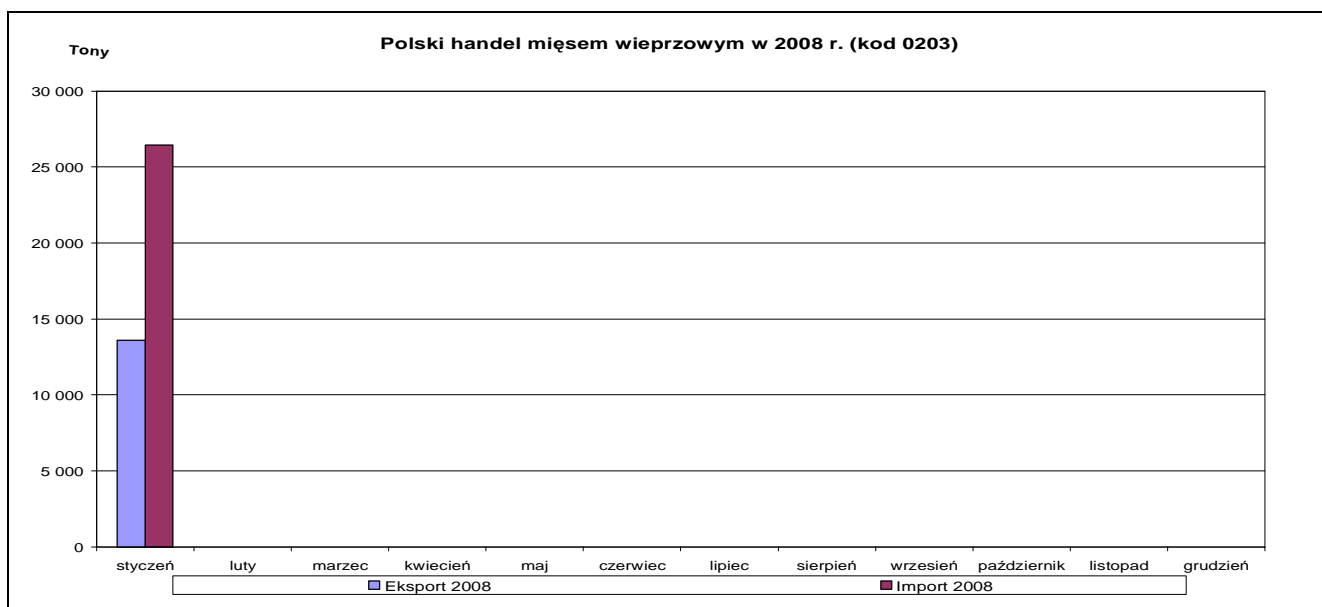 Tony
Polski handel mięsem wieprzowym w 2008 r. (kod 0203)
30 000
25 000
20 000
15 000
10 000
5 000
0
styczeń luty marzec kwiecień maj czerwiec lipiec sierpień wrzesień październik listopad grudzień
Eksport 2008 Import 2008